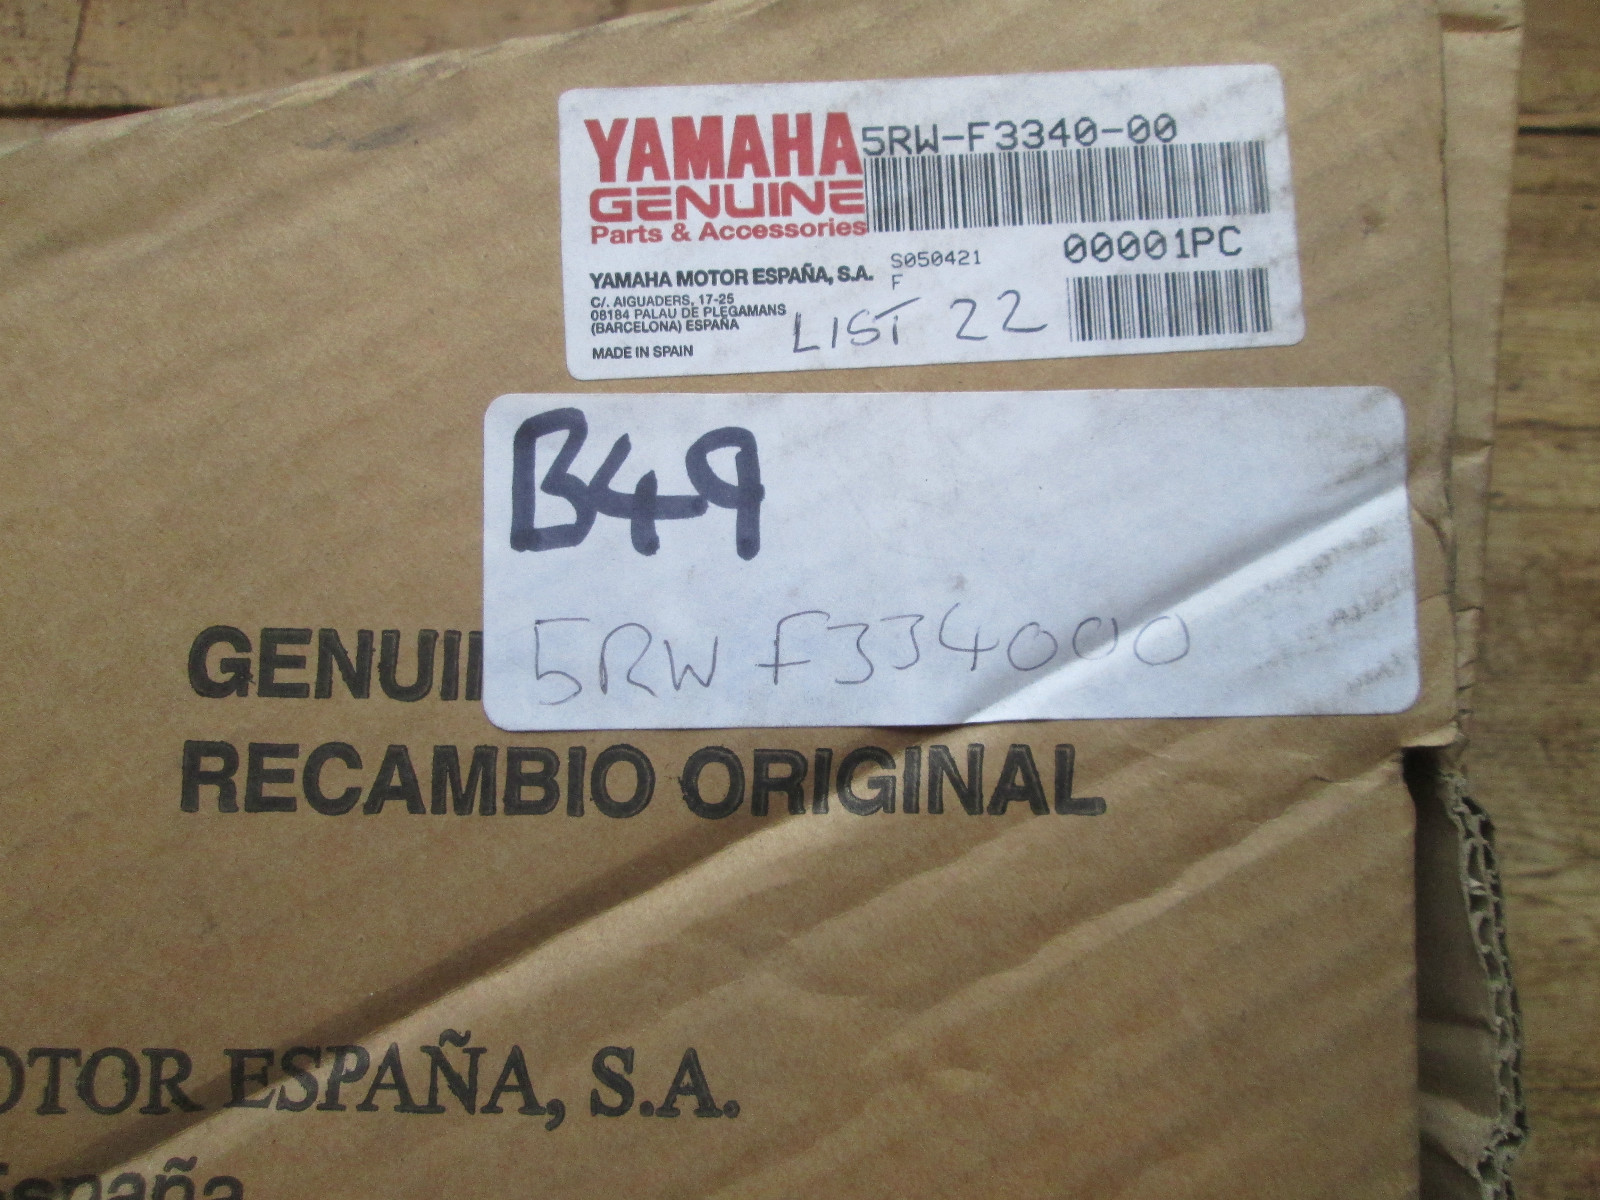 YAMAHA
GENUINE
Parts & Accessories
5RW-F3340-00
00001PC
YAMAHA MOTOR ESPAÑA, S.A.
S050421
F
C/. AIGUADERS, 17-25
08184 PALAU DE PLEGAMANS
(BARCELONA) ESPAÑA
MADE IN SPAIN
LIST 22
B49
5RW F334000
GENUI
RECAMBIO ORIGINAL
OTOR ESPAÑA, S.A.
España